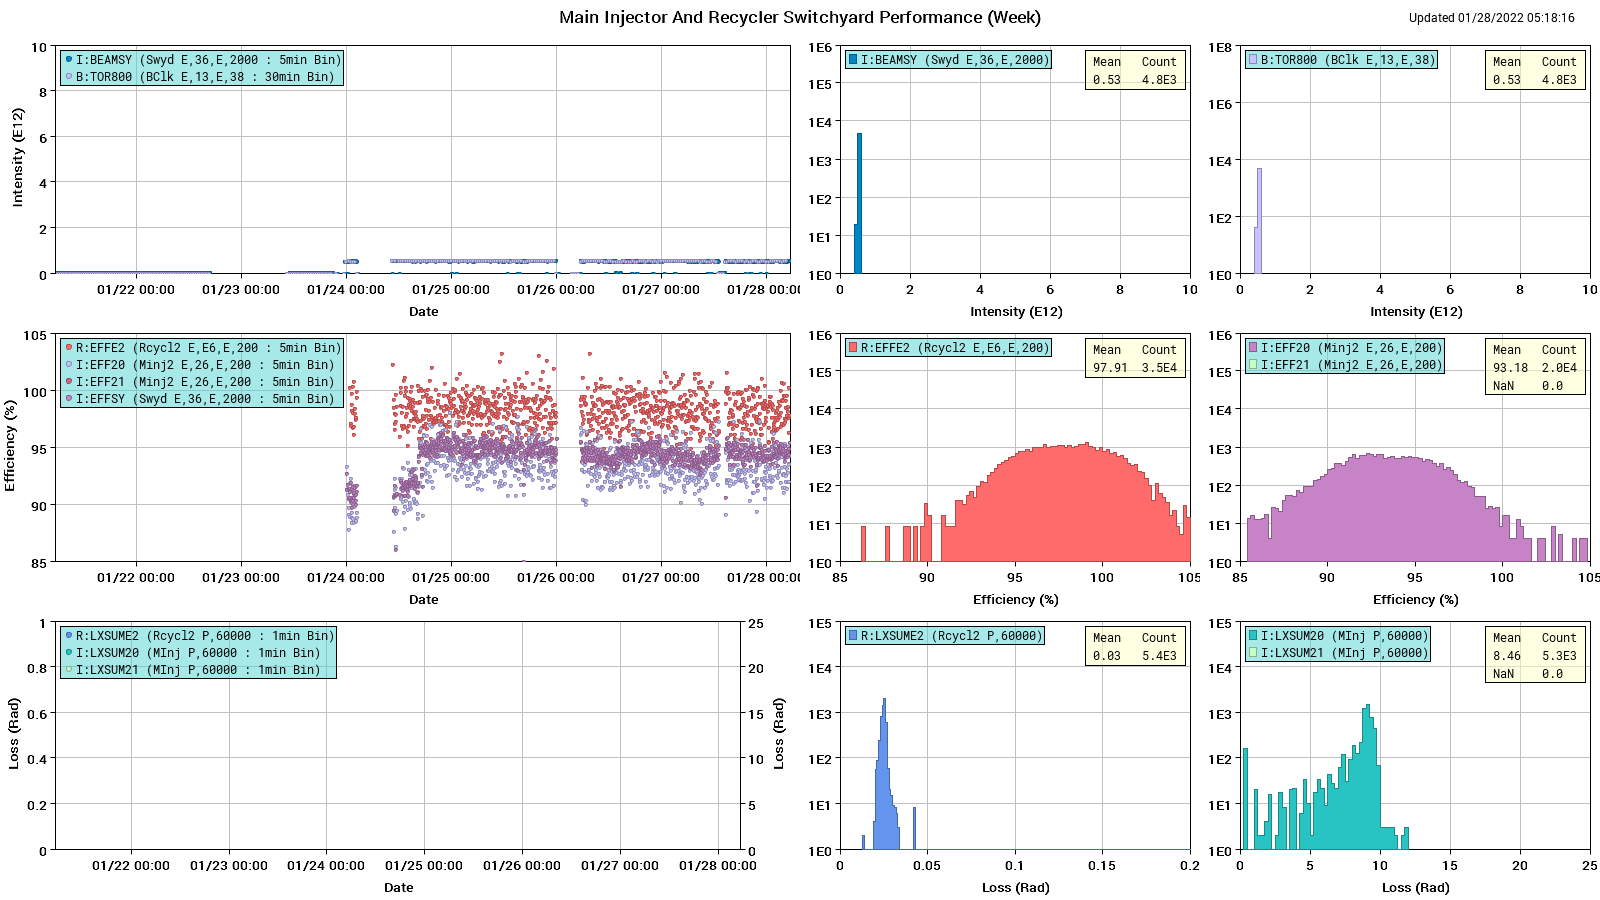 Main Injector And Recycler Switchyard Performance (Week)
Updated 01/28/2022 05:18:16
10
8
6
4
2
0
Intensity (E12)
I:BEAMSY (Swyd E,36,E,2000 : 5min Bin)
B:TOR800 (BClk E,13,E,38 : 30min Bin)
01/22 00:00 01/23 00:00 01/24 00:00 01/25 00:00 01/26 00:00 01/27 00:00 01/28 00:00
Date
1E6
1E5
1E4
1E3
1E2
1E1
1E0
I:BEAMSY (Swyd E,36,E,2000)
Mean Count
0.53 4.8E3
0 2 4 6 8 10
Intensity (E12)
1E8
1E6
1E4
1E2
1E0
B:TOR800 (BClk E,13,E,38)
Mean Count
0.53 4.8E3
0 2 4 6 8 10
Intensity (E12)
105
100
95
90
85
Efficiency (%)
R:EFFE2 (Rcycl2 E,E6,E,200 : 5min Bin)
I:EFF20 (Minj2 E,26,E,200 : 5min Bin)
I:EFF21 (Minj2 E,26,E,200 : 5min Bin)
I:EFFSY (Swyd E,36,E,2000 : 5min Bin)
01/22 00:00 01/23 00:00 01/24 00:00 01/25 00:00 01/26 00:00 01/27 00:00 01/28 00:00
Date
1E6
1E5
1E4
1E3
1E2
1E1
1E0
R:EFFE2 (Rcycl2 E,E6,E,200)
Mean Count
97.91 3.5E4
85 90 95 100 105
Efficiency (%)
1E6
1E5
1E4
1E3
1E2
1E1
1E0
I:EFF20 (Minj2 E,26,E,200)
I:EFF21 (Minj2 E,26,E,200)
Mean Count
93.18 2.0E4
NaN 0.0
85 90 95 100 105
Efficiency (%)
1
0.8
0.6
0.4
0.2
0
Loss (Rad)
R:LXSUME2 (Rcycl2 P,60000 : 1min Bin)
I:LXSUM20 (MInj P,60000 : 1min Bin)
I:LXSUM21 (MInj P,60000 : 1min Bin)
25
20
15
10
5
0
Loss (Rad)
01/22 00:00 01/23 00:00 01/24 00:00 01/25 00:00 01/26 00:00 01/27 00:00 01/28 00:00
Date
1E5
1E4
1E3
1E2
1E1
1E0
R:LXSUME2 (Rcycl2 P,60000)
Mean Count
0.03 5.4E3
0 0.05 0.1 0.15 0.2
Loss (Rad)
1E5
1E4
1E3
1E2
1E1
1E0
I:LXSUM20 (MInj P,60000)
I:LXSUM21 (MInj P,60000)
Mean Count
8.46 5.3E3
NaN 0.0
0 5 10 15 20 25
Loss (Rad)